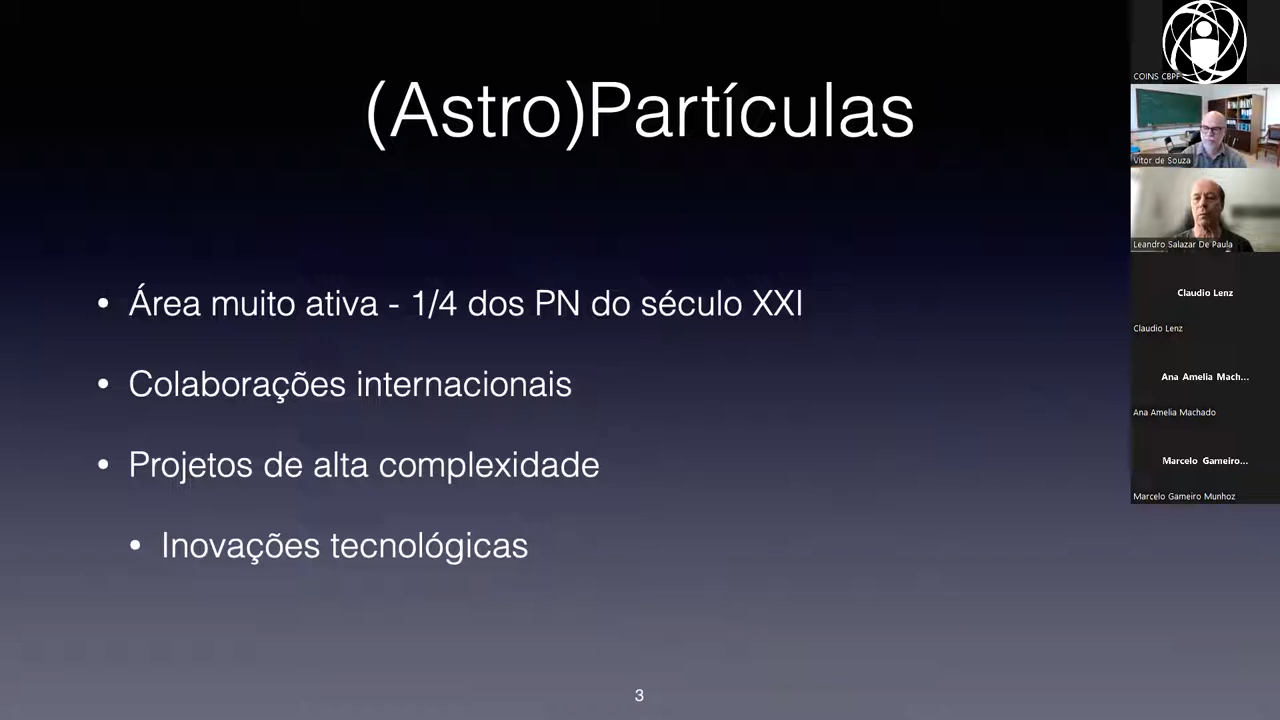 (Astro)Partículas
• Área muito ativa - 1/4 dos PN do século XXI
• Colaborações internacionais
• Projetos de alta complexidade
• Inovações tecnológicas
3
COINS CBPF
Vitor de Souza
Leandro Salazar De Paula
Claudio Lenz
Claudio Lenz
Ana Amelia Mach...
Ana Amelia Machado
Marcelo Gameiro...
Marcelo Gameiro Munhoz